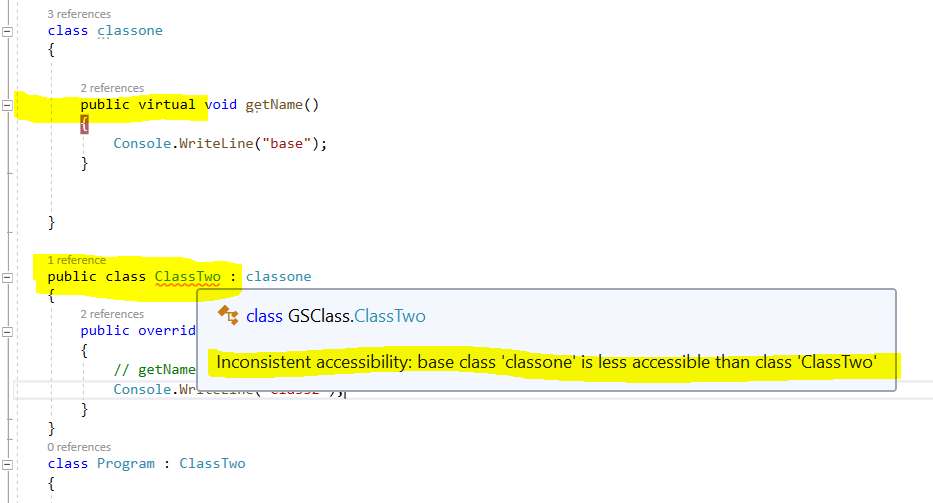 3 references
class classone
{
2 references
public virtual void getName()
{
Console.WriteLine("base");
}
}
1 reference
public class ClassTwo : classone
{
class GSClass.ClassTwo
2 references
public overrid
{
Inconsistent accessibility: base class 'classone' is less accessible than class 'ClassTwo'
// getName
Console.WriteLine("Class2");
}
}
0 references
class Program : ClassTwo
{